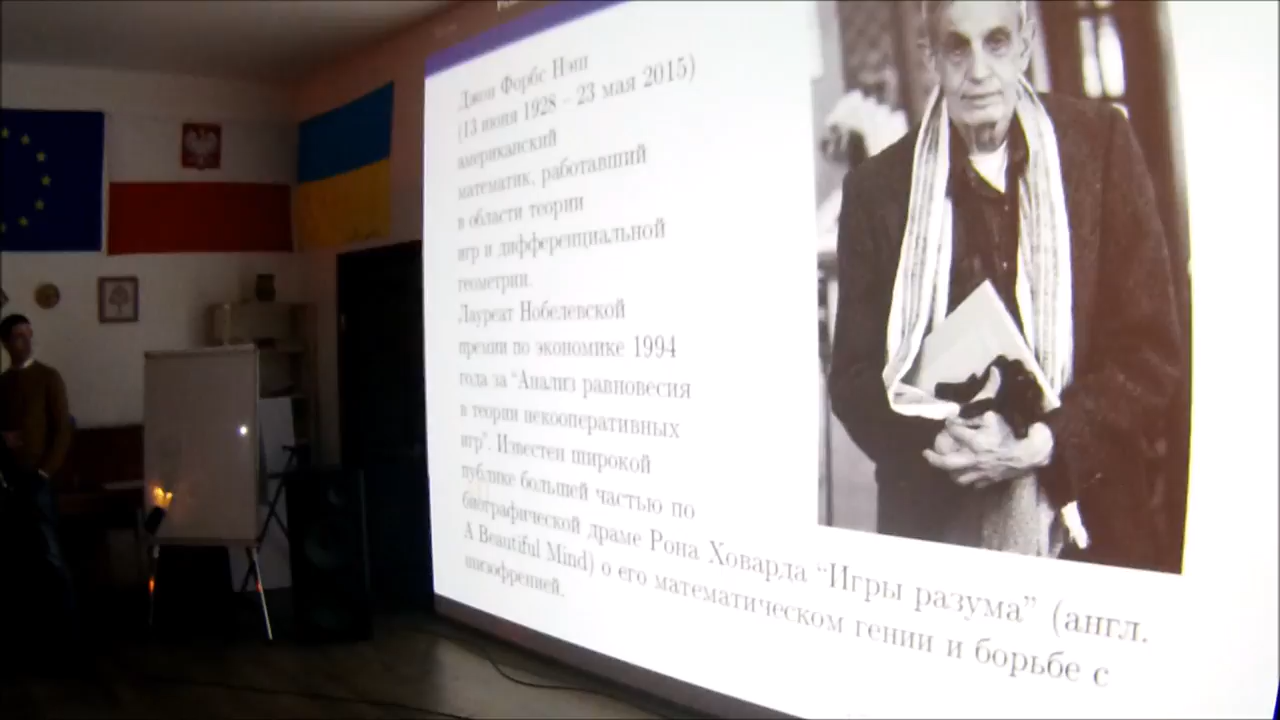 Джон Форбс Нэш
(13 июня 1928 – 23 мая 2015)
американский
математик, работавший
в области теории
игр и дифференциальной
геометрии.
Лауреат Нобелевской
премии по экономике 1994
года за “Анализ равновесия
в теории некооперативных
игр”. Известен широкой
публике большей частью по
биографической драме Рона Ховарда “Игры разума” (англ.
A Beautiful Mind) о его математическом гении и борьбе с
шизофренией.